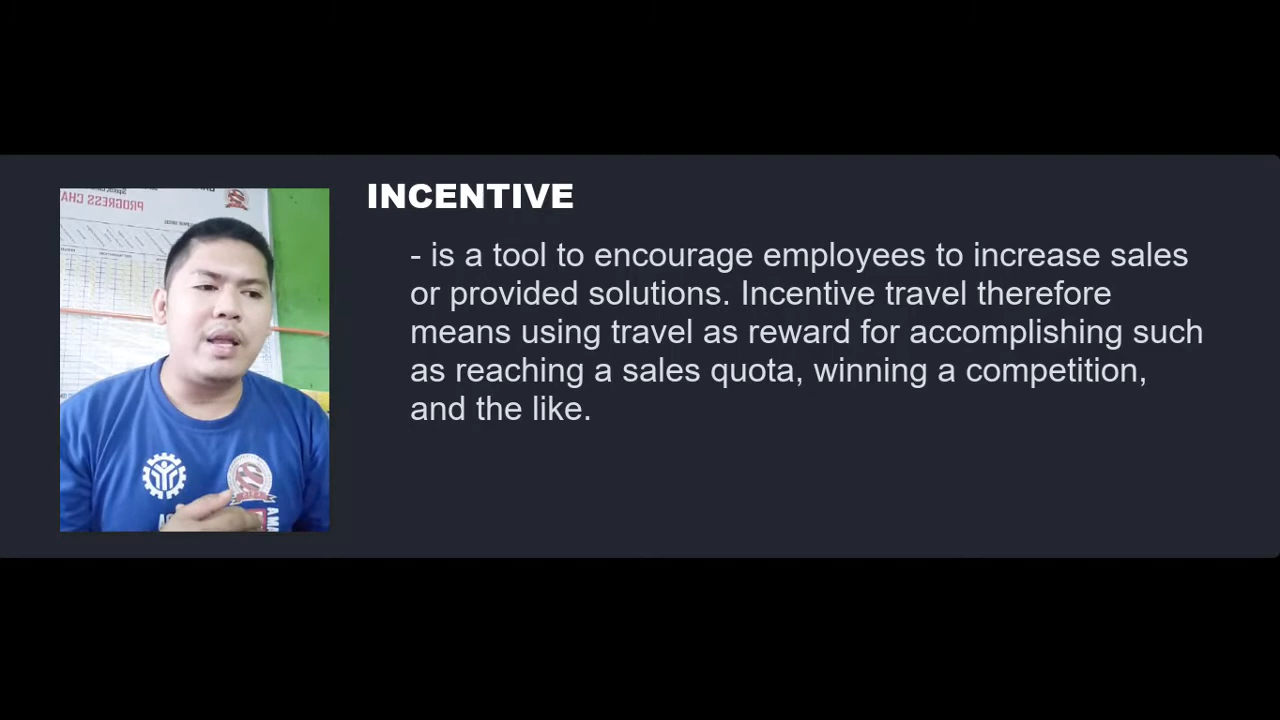 INCENTIVE
- is a tool to encourage employees to increase sales
or provided solutions. Incentive travel therefore
means using travel as reward for accomplishing such
as reaching a sales quota, winning a competition,
and the like.
PROGRESS CHA